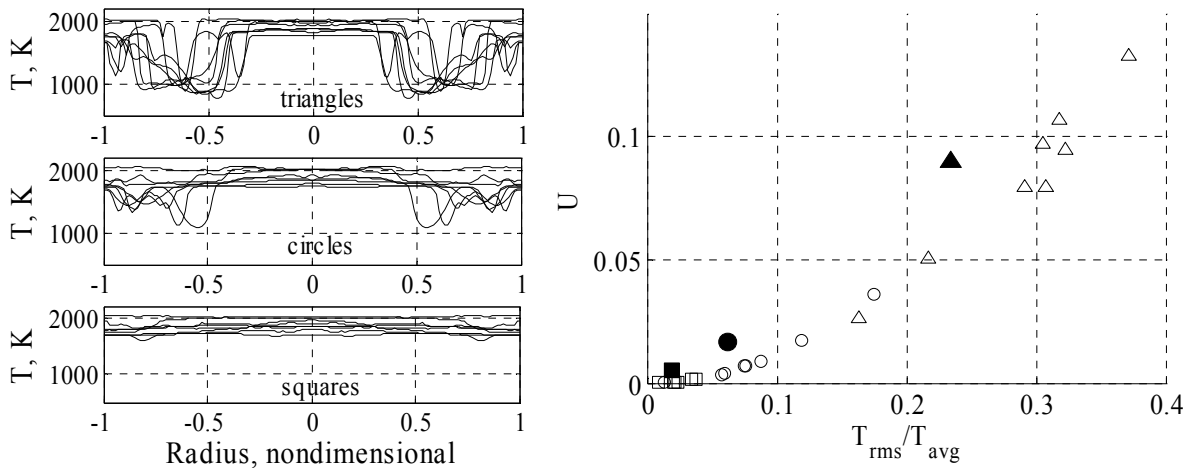 T, K
2000
1000
triangles
-1 -0.5 0 0.5 1
T, K
2000
1000
circles
-1 -0.5 0 0.5 1
T, K
2000
1000
squares
-1 -0.5 0 0.5 1
Radius, nondimensional
U
0.1
0.05
0
0 0.1 0.2 0.3 0.4
T_rms/T_avg